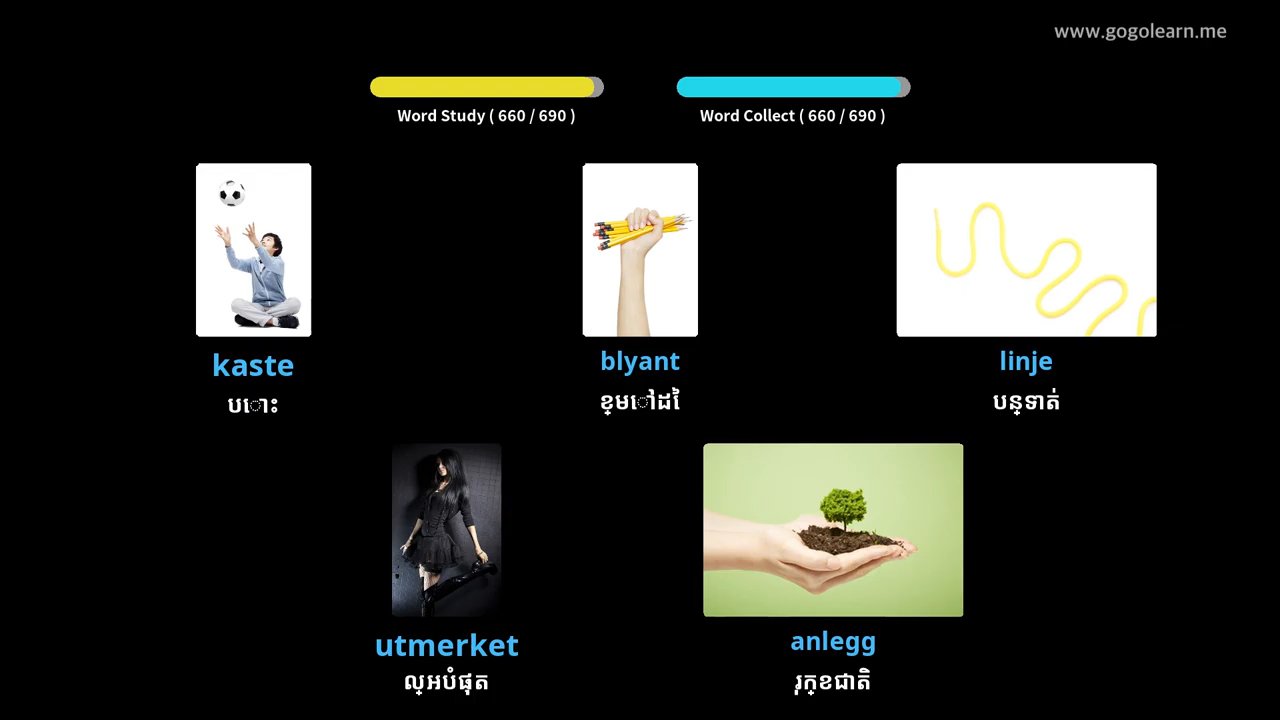 www.gogolearn.me
Word Study ( 660 / 690 )
Word Collect ( 660 / 690 )
kaste
បោះ
blyant
ខ្មៅដៃ
linje
បន្ទាត់
utmerket
ល្អបំផុត
anlegg
រុក្ខជាតិ